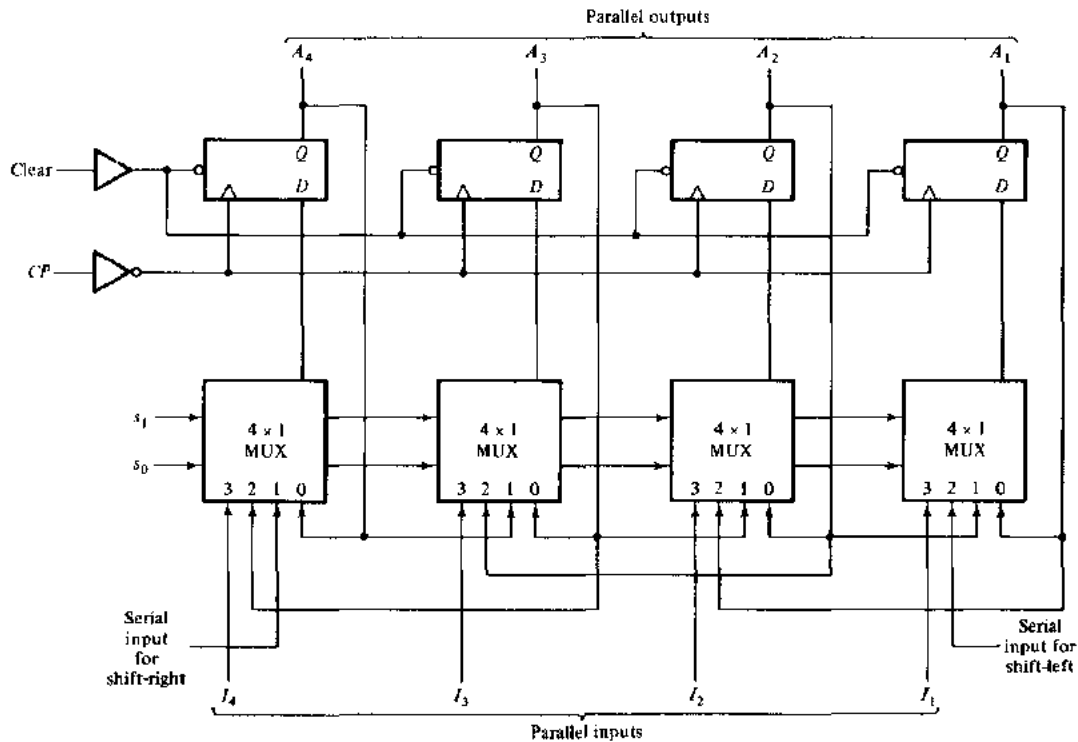 Parallel outputs
A4 A3 A2 A1
Q Q Q Q
Clear
D D D D
CP
s1 4 × 1 4 × 1 4 × 1 4 × 1
s0 MUX MUX MUX MUX
3 2 1 0 3 2 1 0 3 2 1 0 3 2 1 0
Serial
input
for
shift-right
Serial
input for
shift-left
I4 I3 I2 I1
Parallel inputs